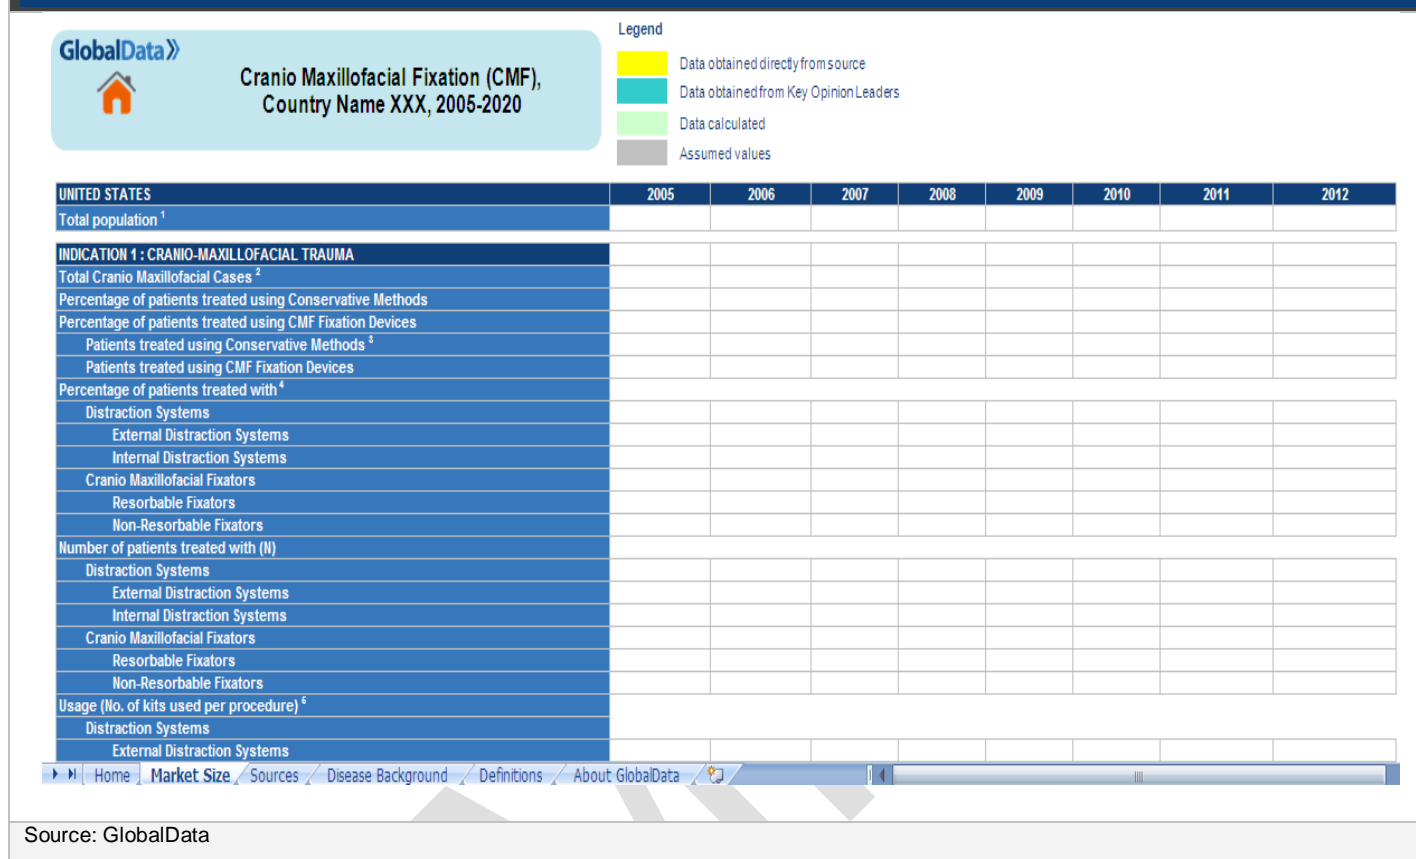 GlobalData
Cranio Maxillofacial Fixation (CMF),
Country Name XXX, 2005-2020
Legend
Data obtained directly from source
Data obtained from Key Opinion Leaders
Data calculated
Assumed values
UNITED STATES 2005 2006 2007 2008 2009 2010 2011 2012
Total population 1
INDICATION 1 : CRANIO-MAXILLOFACIAL TRAUMA
Total Cranio Maxillofacial Cases 2
Percentage of patients treated using Conservative Methods
Percentage of patients treated using CMF Fixation Devices
Patients treated using Conservative Methods 3
Patients treated using CMF Fixation Devices
Percentage of patients treated with 4
Distraction Systems
External Distraction Systems
Internal Distraction Systems
Cranio Maxillofacial Fixators
Resorbable Fixators
Non-Resorbable Fixators
Number of patients treated with (N)
Distraction Systems
External Distraction Systems
Internal Distraction Systems
Cranio Maxillofacial Fixators
Resorbable Fixators
Non-Resorbable Fixators
Usage (No. of kits used per procedure)
Distraction Systems
External Distraction Systems
Home Market Size Sources Disease Background Definitions About GlobalData
Source: GlobalData